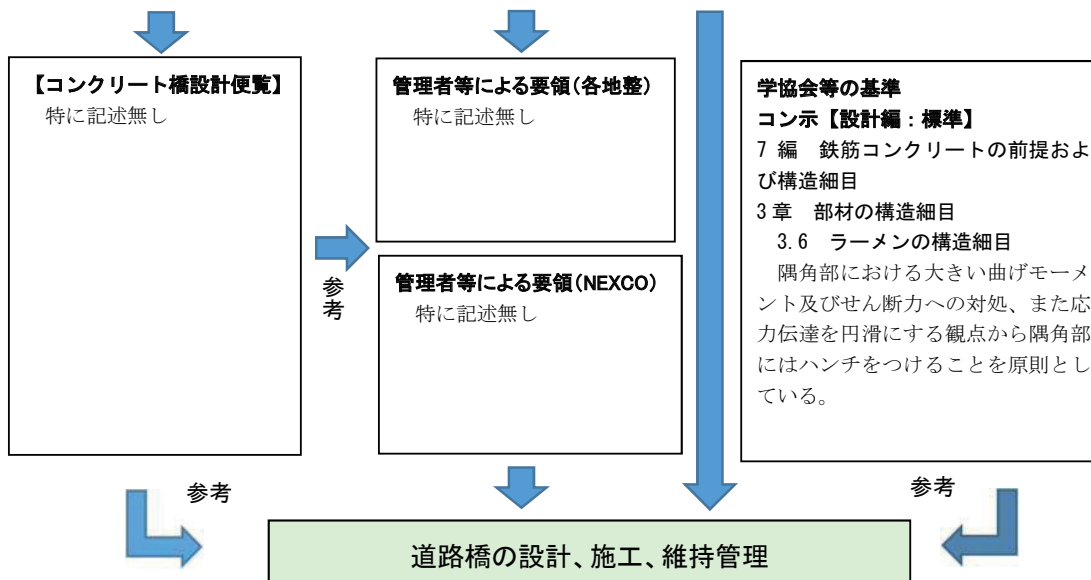 【コンクリート橋設計便覧】
特に記述無し
参考
管理者等による要領(各地整)
特に記述無し
管理者等による要領(NEXCO)
特に記述無し
学協会等の基準
コン示【設計編：標準】
7 編　鉄筋コンクリートの前提およ
び構造細目
3 章　部材の構造細目
3.6　ラーメンの構造細目
隅角部における大きい曲げモーメ
ント及びせん断力への対処、また応
力伝達を円滑にする観点から隅角部
にはハンチをつけることを原則とし
ている。
参考
参考
道路橋の設計、施工、維持管理